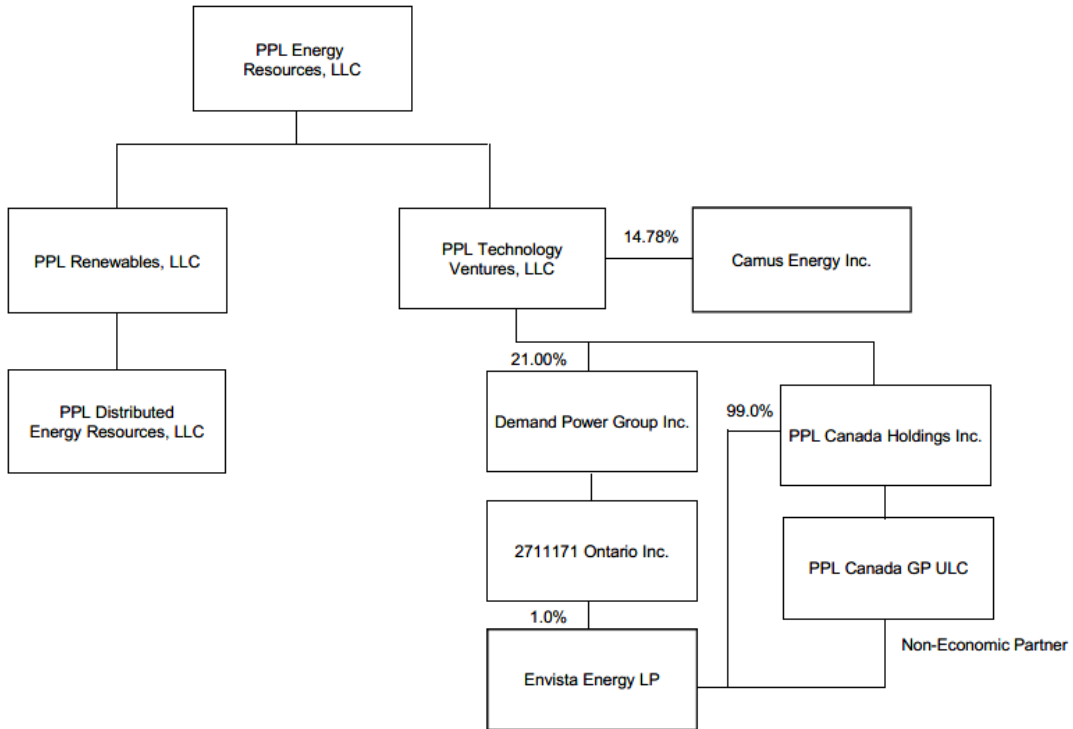 PPL Energy
Resources, LLC
PPL Renewables, LLC
PPL Technology
Ventures, LLC
14.78%
Camus Energy Inc.
21.00%
PPL Distributed
Energy Resources, LLC
Demand Power Group Inc.
99.0%
PPL Canada Holdings Inc.
2711171 Ontario Inc.
PPL Canada GP ULC
1.0%
Envista Energy LP
Non-Economic Partner